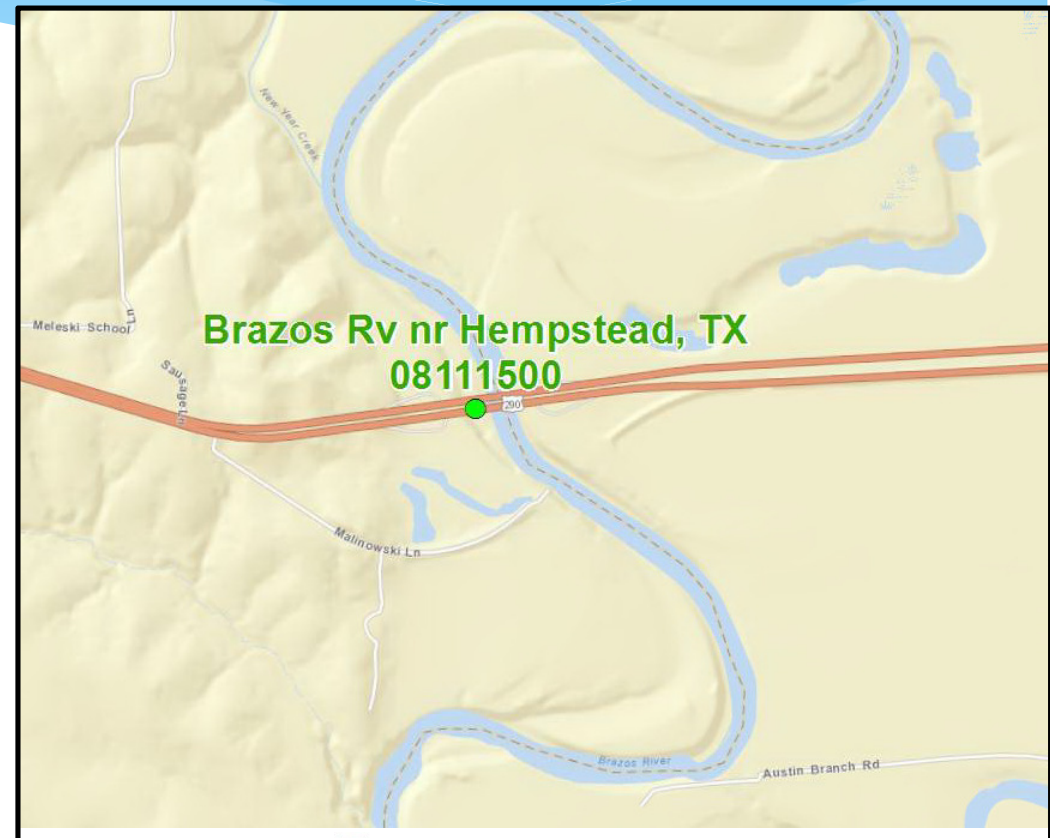 New Year Creek
Meleski School Ln
Brazos Rv nr Hempstead, TX
08111500
Sausage Ln
290
Malinowski Ln
Brazos River
Austin Branch Rd